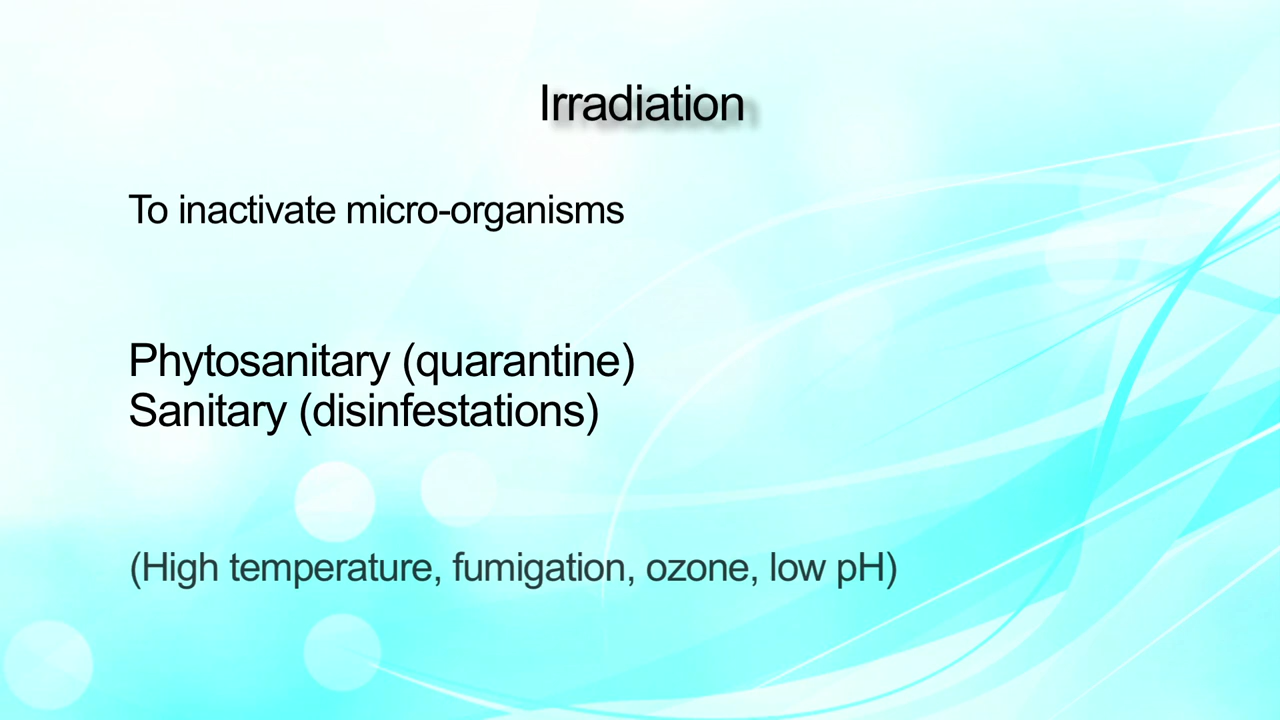 Irradiation
To inactivate micro-organisms
Phytosanitary (quarantine)
Sanitary (disinfestations)
(High temperature, fumigation, ozone, low pH)